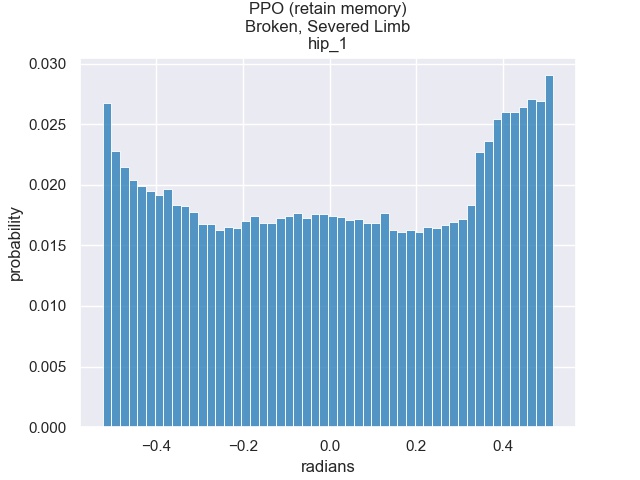 PPO (retain memory)
Broken, Severed Limb
hip_1
0.030
0.025
0.020
0.015
0.010
0.005
0.000
probability
−0.4
−0.2
0.0
0.2
0.4
radians